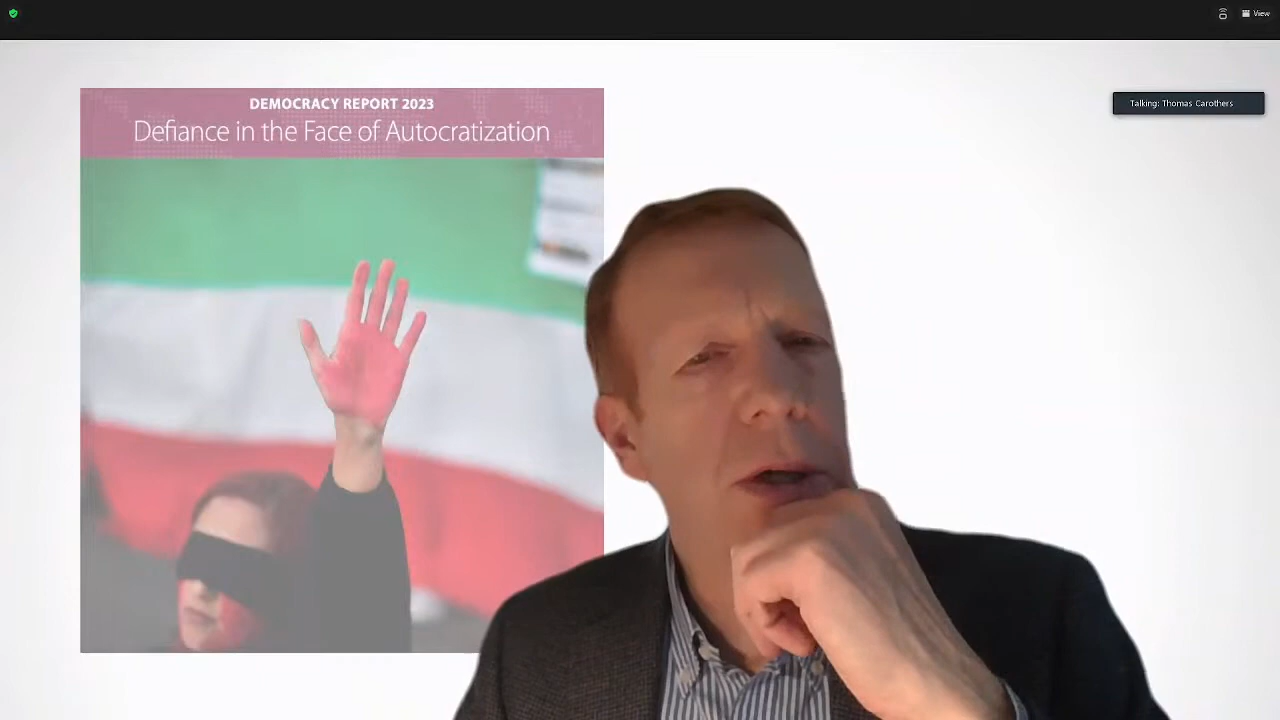 View
Talking: Thomas Carothers
DEMOCRACY REPORT 2023
Defiance in the Face of Autocratization